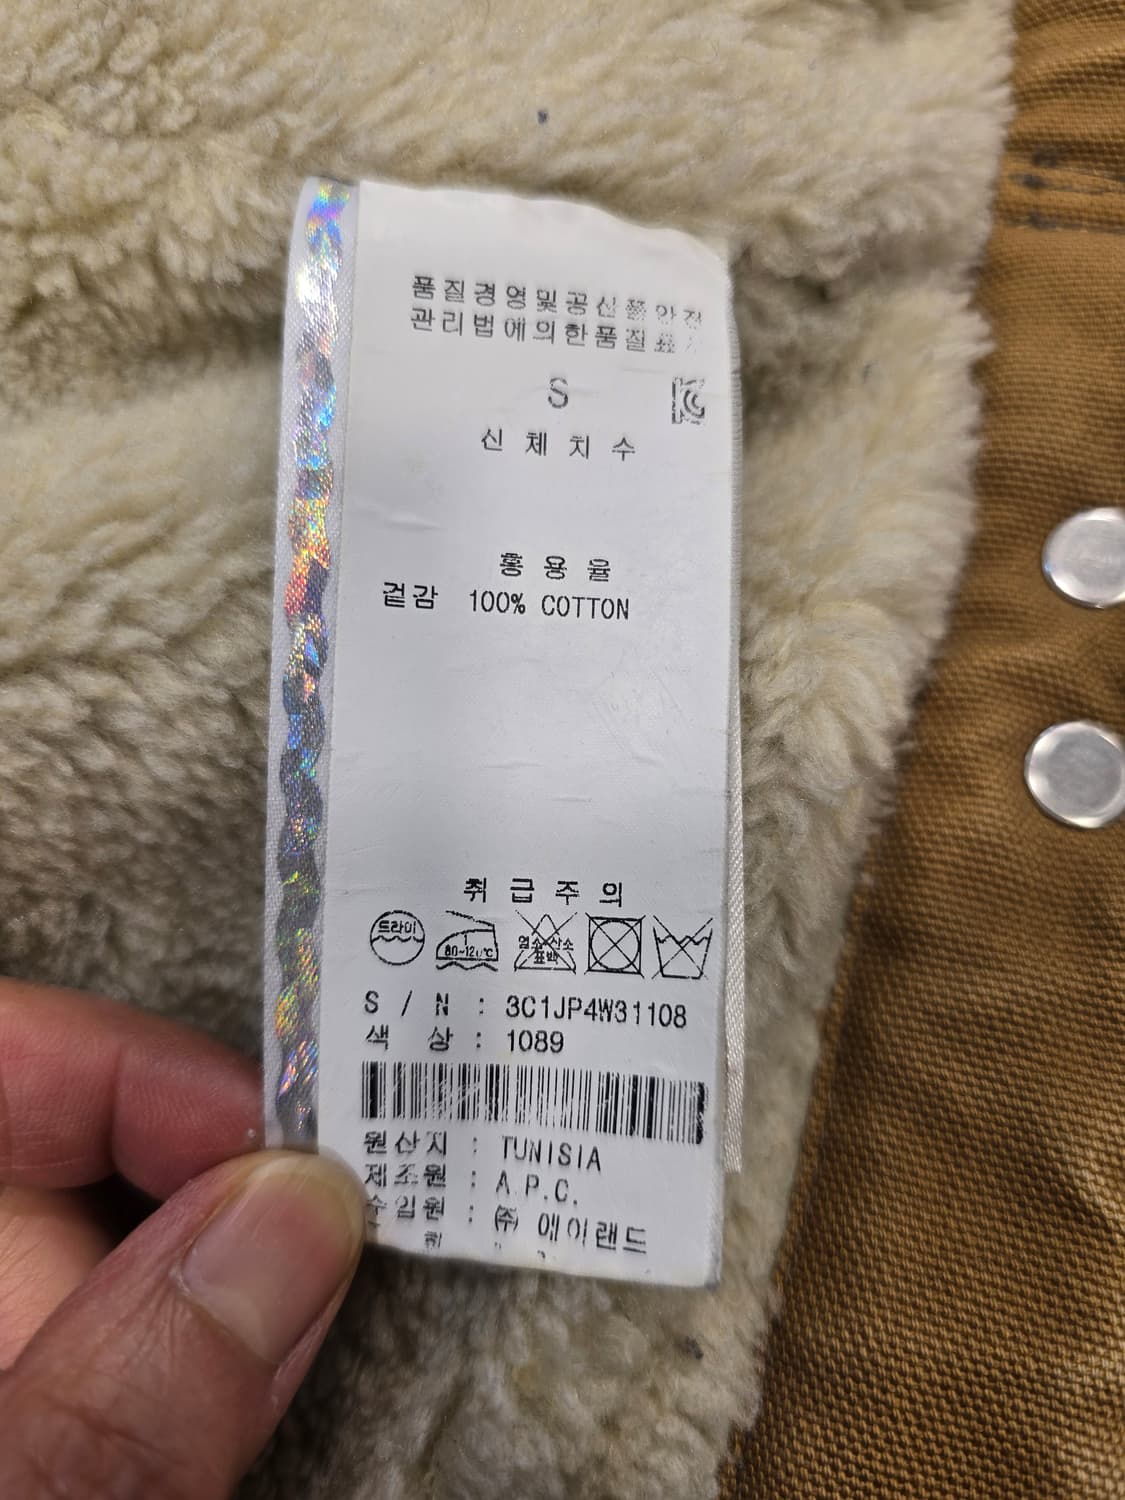 품질경영및공산품안전
관리법에의한품질표
S
신체치수
혼용율
겉감 100% COTTON
취급주의
드라이
80~120℃
염소 산소
표백
S / N : 3C1JP4W31108
색 상 : 1089
원산지 : TUNISIA
제조원 : A.P.C.
수입원 : ㈜ 에이랜드